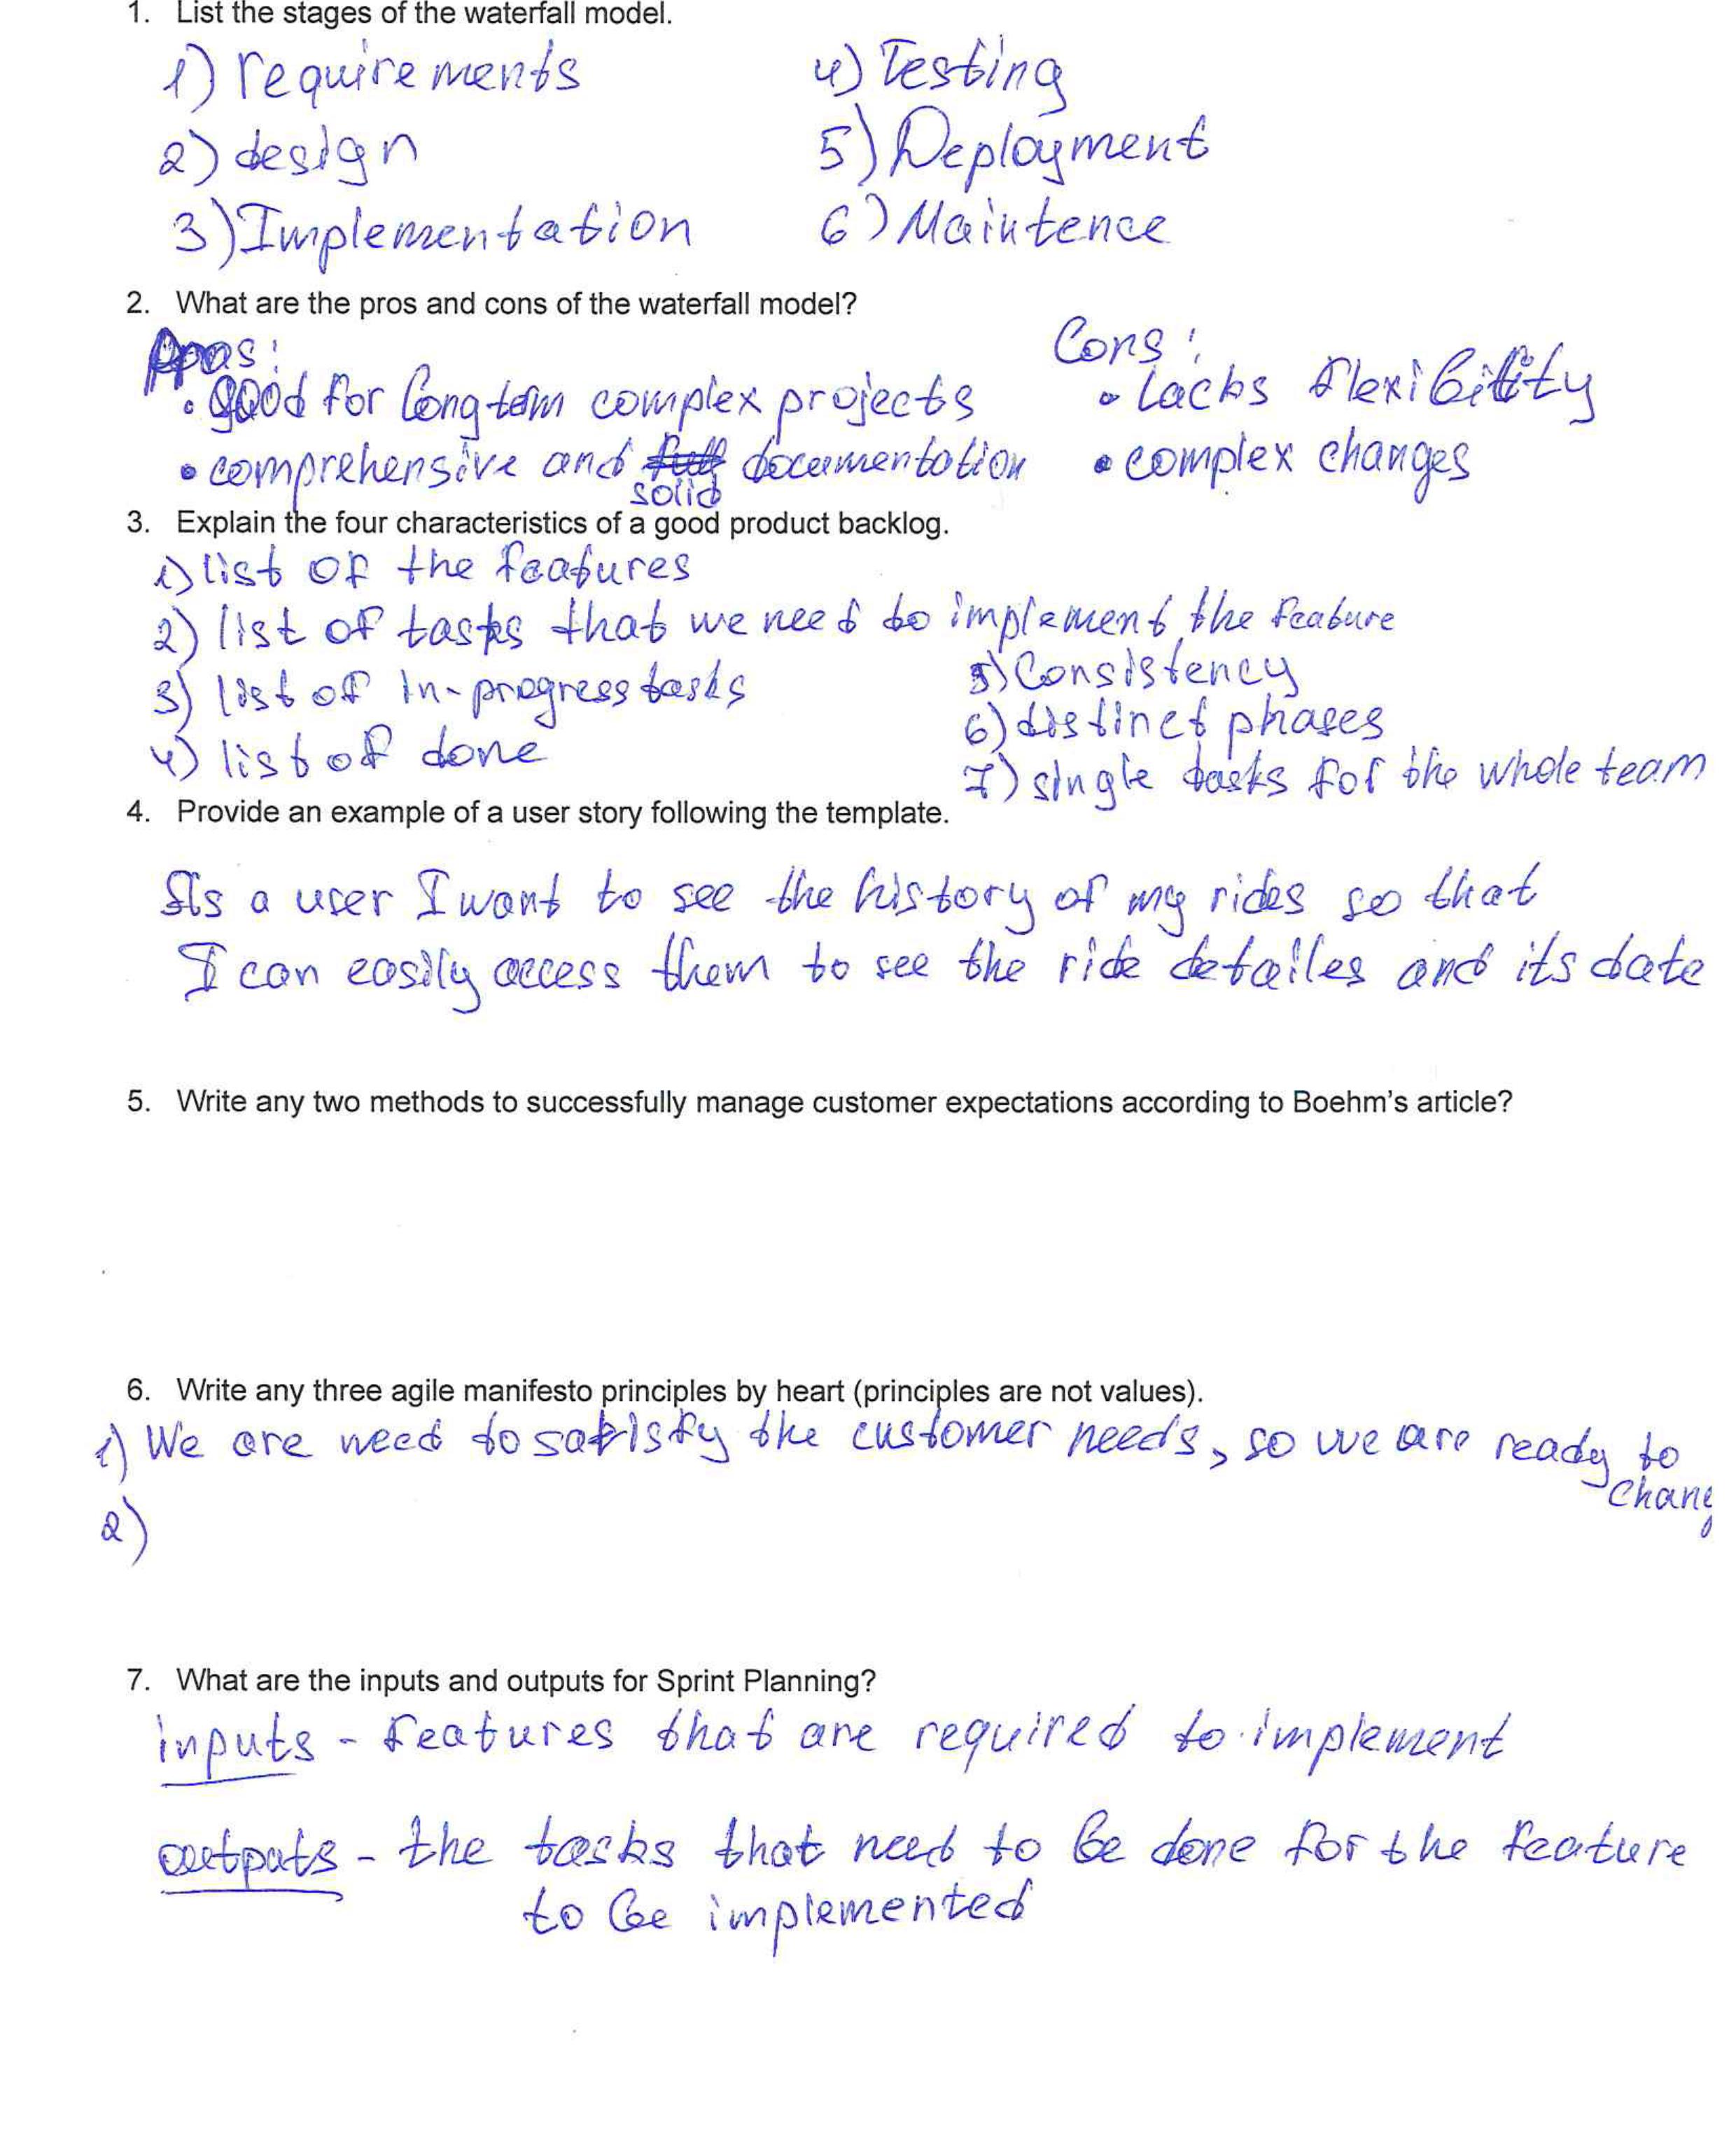 1. List the stages of the waterfall model.
1) requirements
2) design
3) Implementation
4) Testing
5) Deployment
6) Maintence
2. What are the pros and cons of the waterfall model?
Pros:
• good for long term complex projects
• comprehensive and solid documentation
Cons:
• lacks flexibility
• complex changes
3. Explain the four characteristics of a good product backlog.
1) list of the features
2) list of tasks that we need to implement the feature
3) list of in-progress tasks
4) list of done
5) Consistency
6) distinct phases
7) single tasks for the whole team
4. Provide an example of a user story following the template.
As a user I want to see the history of my rides so that
I can easily access them to see the ride detailes and its date
5. Write any two methods to successfully manage customer expectations according to Boehm's article?
6. Write any three agile manifesto principles by heart (principles are not values).
1) We are need to satisfy the customer needs, so we are ready to
chang
2)
7. What are the inputs and outputs for Sprint Planning?
inputs - features that are required to implement
outputs - the tasks that need to be done for the feature
to be implemented